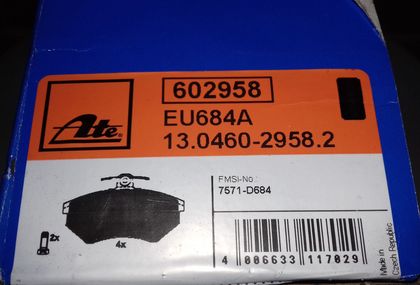 Ate
602958
EU684A
13.0460-2958.2
FMSI-No.:
7571-D684
2x
4x
4 006633 117029
Made in
Czech Republic